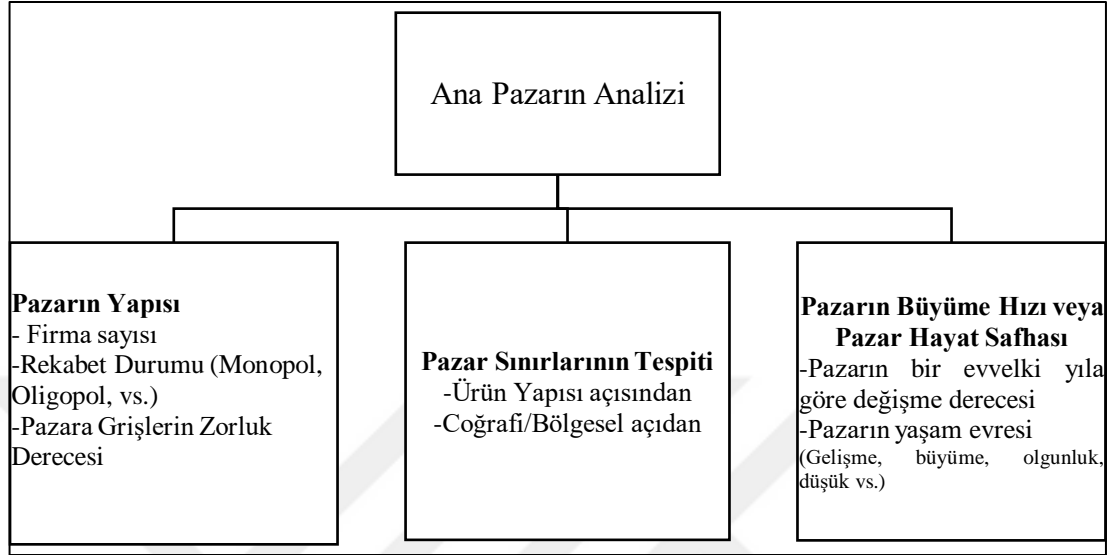 Ana Pazarın Analizi
Pazarın Yapısı
- Firma sayısı
-Rekabet Durumu (Monopol,
Oligopol, vs.)
-Pazara Grişlerin Zorluk
Derecesi
Pazar Sınırlarının Tespiti
-Ürün Yapısı açısından
-Coğrafi/Bölgesel açıdan
Pazarın Büyüme Hızı veya
Pazar Hayat Safhası
-Pazarın bir evvelki yıla
göre değişme derecesi
-Pazarın yaşam evresi
(Gelişme, büyüme, olgunluk,
düşük vs.)